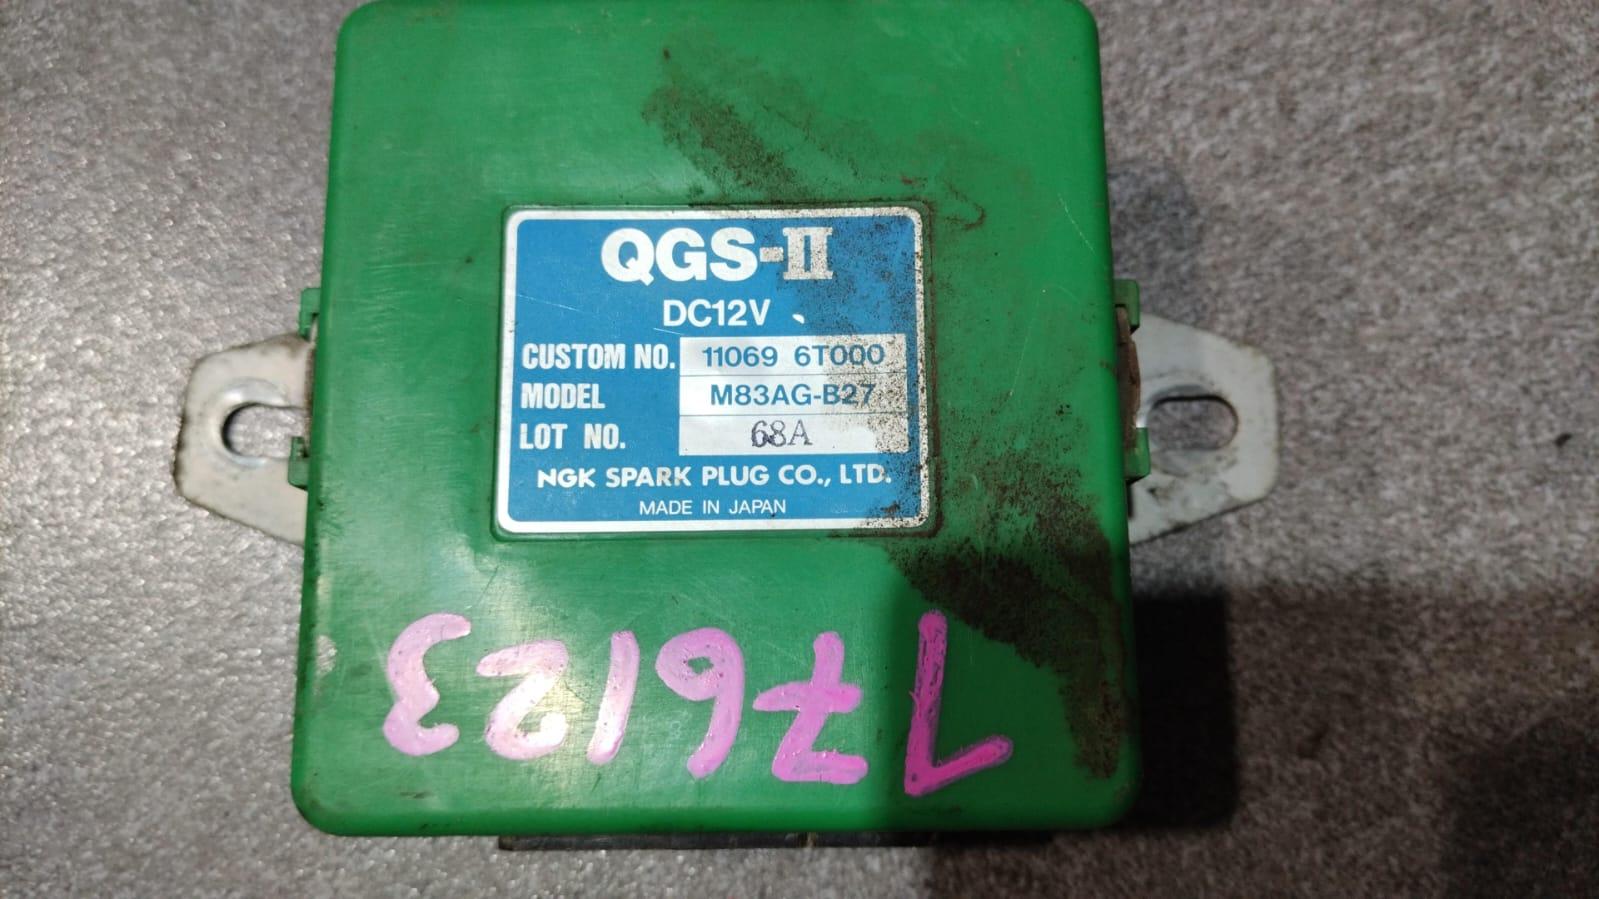 QGS-II
DC12V
CUSTOM NO. 11069 6T000
MODEL M83AG-B27
LOT NO. 68A
NGK SPARK PLUG CO., LTD.
MADE IN JAPAN
176123